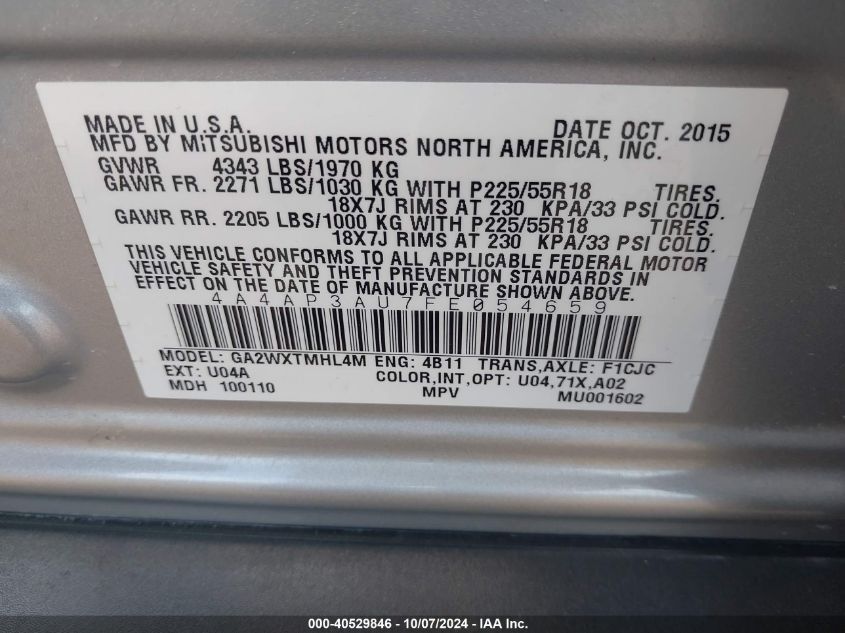 MADE IN U.S.A. DATE OCT. 2015
MFD BY MITSUBISHI MOTORS NORTH AMERICA, INC.
GVWR 4343 LBS/1970 KG
GAWR FR. 2271 LBS/1030 KG WITH P225/55R18 TIRES.
18X7J RIMS AT 230 KPA/33 PSI COLD.
GAWR RR. 2205 LBS/1000 KG WITH P225/55R18 TIRES.
18X7J RIMS AT 230 KPA/33 PSI COLD.
THIS VEHICLE CONFORMS TO ALL APPLICABLE FEDERAL MOTOR
VEHICLE SAFETY AND THEFT PREVENTION STANDARDS IN
EFFECT ON THE DATE OF MANUFACTURE SHOWN ABOVE.
4A4AP3AU7FE054659
MODEL: GA2WXTMHL4M ENG: 4B11 TRANS,AXLE: F1CJC
EXT: U04A COLOR,INT,OPT: U04,71X,A02
MDH 100110 MPV MU001602
000-40529846 - 10/07/2024 - IAA Inc.